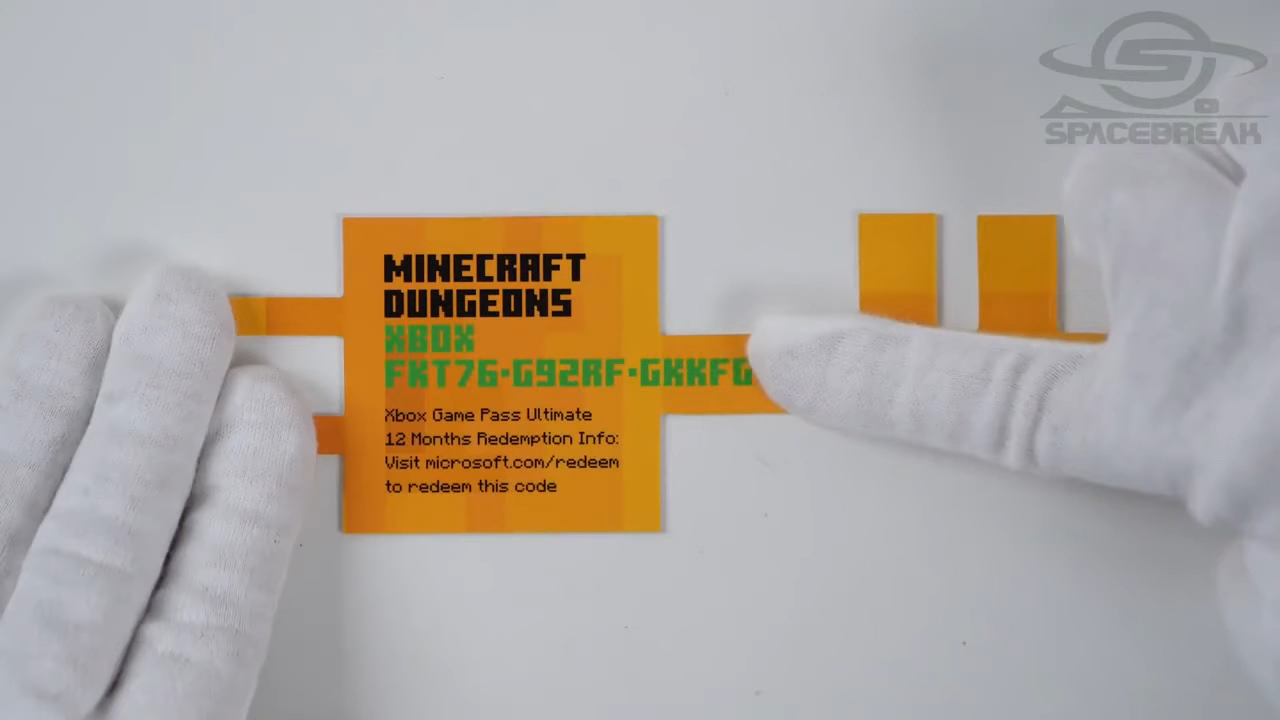 SPACEBREAK
MINECRAFT
DUNGEONS
XBOX
FKT76-G92RF-GKKFG
Xbox Game Pass Ultimate
12 Months Redemption Info:
Visit microsoft.com/redeem
to redeem this code